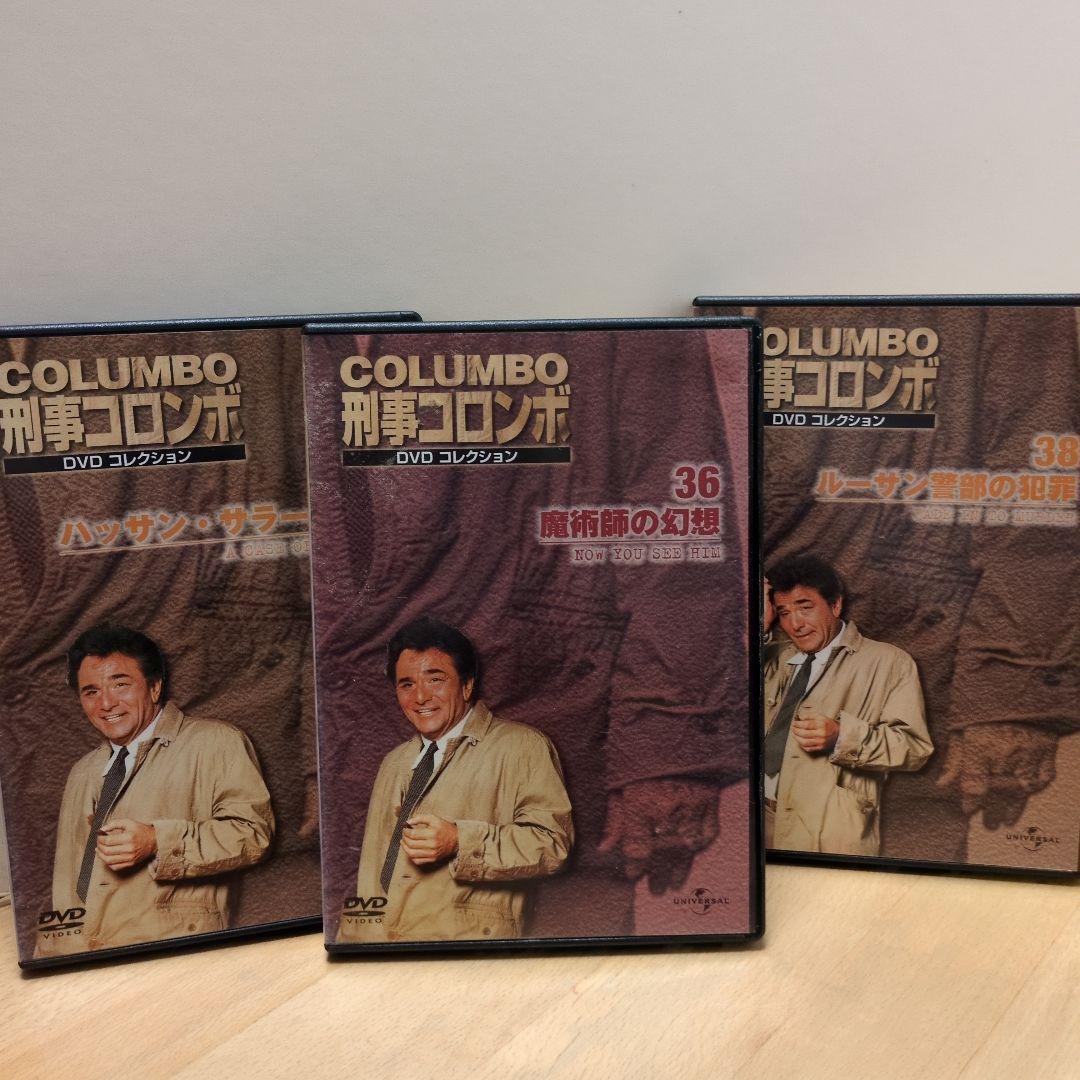 COLUMBO
刑事コロンボ
DVD コレクション
ハッサン・サラー
A CASE OF
DVD
VIDEO
COLUMBO
刑事コロンボ
DVD コレクション
36
魔術師の幻想
NOW YOU SEE HIM
DVD
VIDEO
UNIVERSAL
OLUMBO
事コロンボ
DVD コレクション
38
ルーサン警部の犯罪
UNIVERSAL